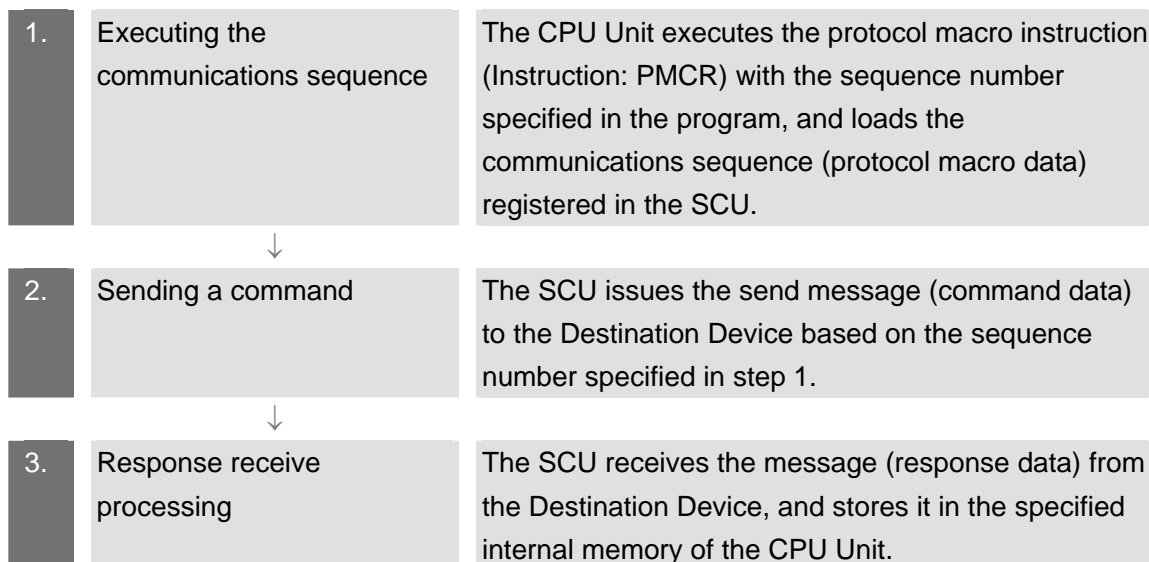 1.
Executing the
communications sequence
The CPU Unit executes the protocol macro instruction
(Instruction: PMCR) with the sequence number
specified in the program, and loads the
communications sequence (protocol macro data)
registered in the SCU.
↓
2.
Sending a command
The SCU issues the send message (command data)
to the Destination Device based on the sequence
number specified in step 1.
↓
3.
Response receive
processing
The SCU receives the message (response data) from
the Destination Device, and stores it in the specified
internal memory of the CPU Unit.